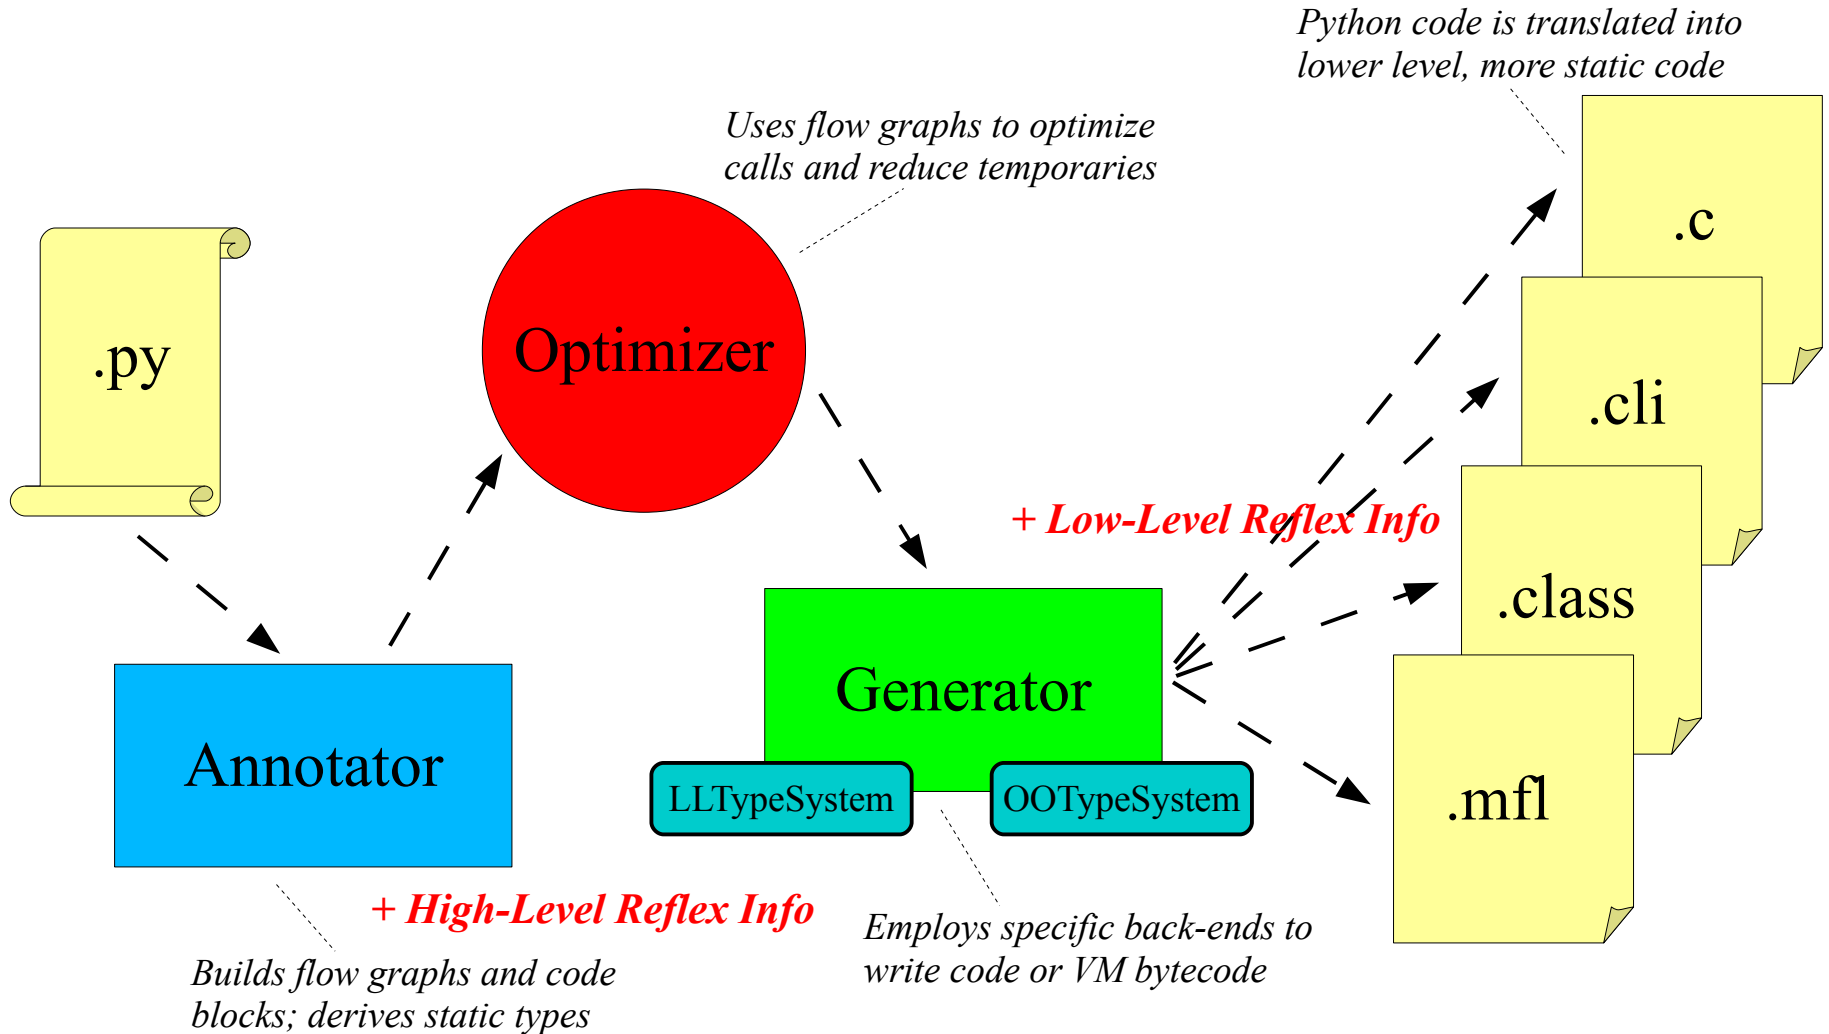 Python code is translated into
lower level, more static code
Uses flow graphs to optimize
calls and reduce temporaries
.c
.py
Optimizer
.cli
+ Low-Level Reflex Info
.class
Generator
Annotator
LLTypeSystem
OOTypeSystem
.mfl
+ High-Level Reflex Info
Employs specific back-ends to
write code or VM bytecode
Builds flow graphs and code
blocks; derives static types